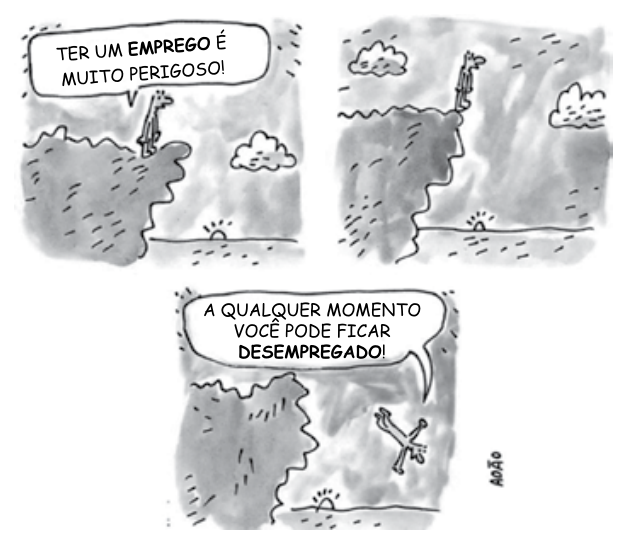 TER UM EMPREGO É
MUITO PERIGOSO!
A QUALQUER MOMENTO
VOCÊ PODE FICAR
DESEMPREGADO!
ADÃO